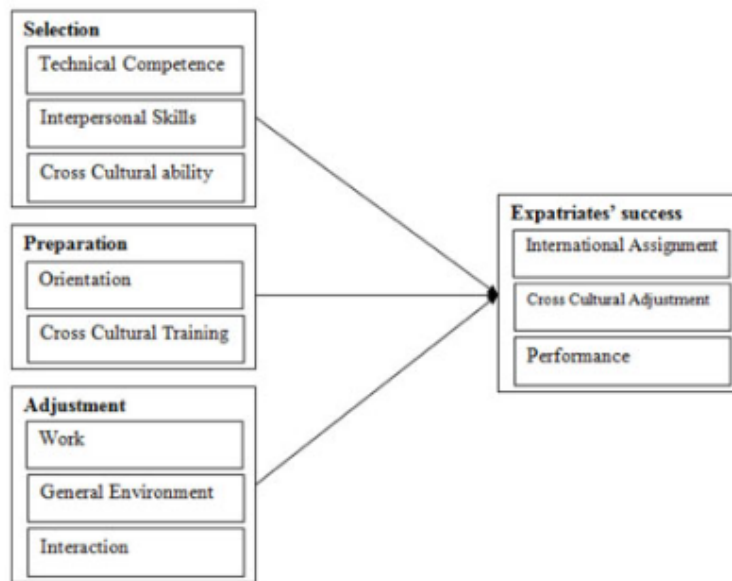 Selection
Technical Competence
Interpersonal Skills
Cross Cultural ability
Preparation
Orientation
Cross Cultural Training
Adjustment
Work
General Environment
Interaction
Expatriates’ success
International Assignment
Cross Cultural Adjustment
Performance